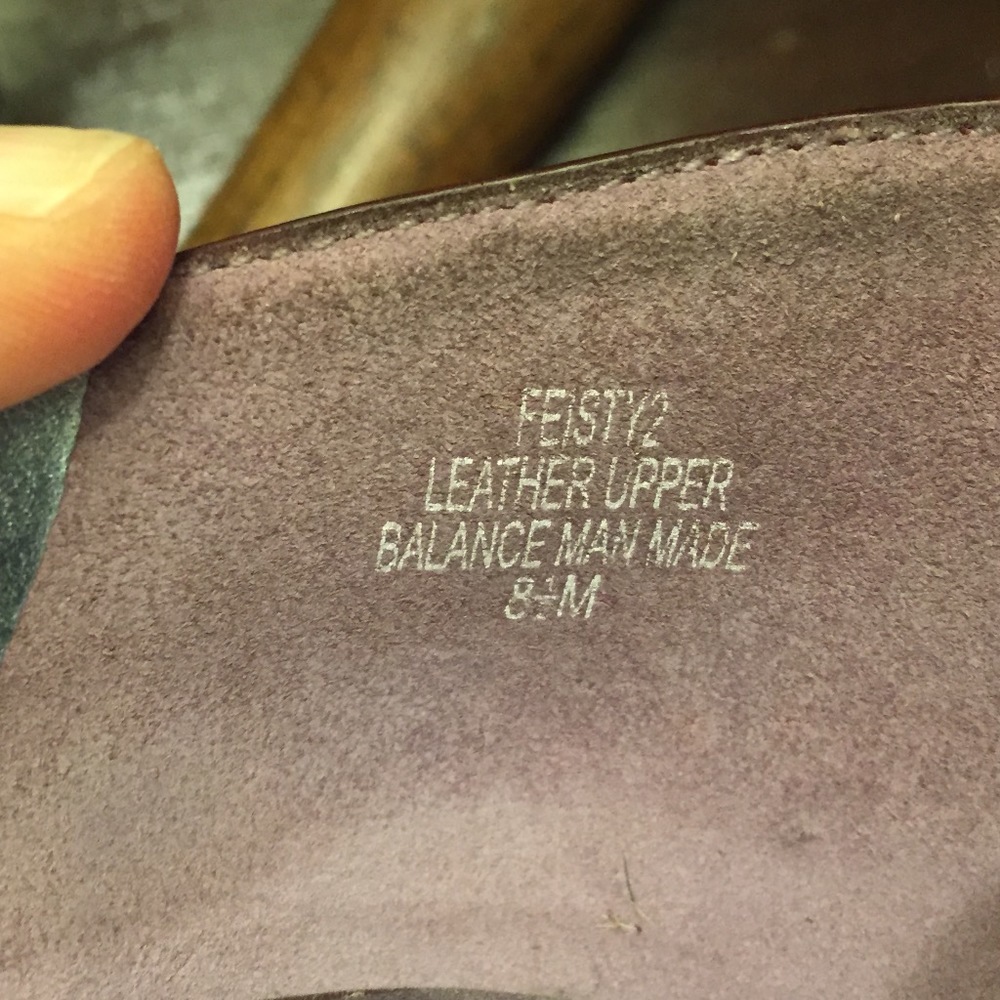 FEISTY2
LEATHER UPPER
BALANCE MAN MADE
8½M